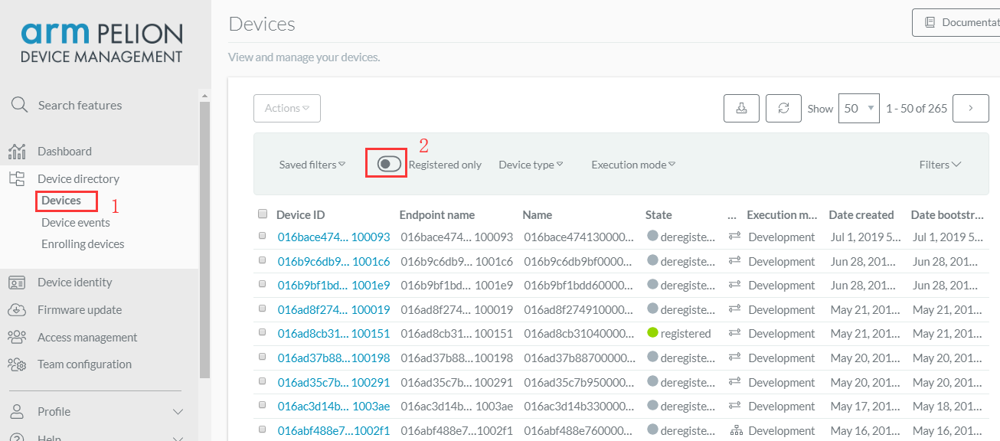 arm PELION
DEVICE MANAGEMENT
Search features
Dashboard
Device directory
Devices 1
Device events
Enrolling devices
Device identity
Firmware update
Access management
Team configuration
Profile
Help
Devices
Documentat
View and manage your devices.
Actions Show 50 1 - 50 of 265
2
Saved filters Registered only Device type Execution mode Filters
Device ID Endpoint name Name State ... Execution m... Date created Date bootstr...
016bace474... 100093 016bace474... 100093 016bace474130000... deregiste... Development Jul 1, 2019 5... Jul 1, 2019 5...
016b9c6db9... 1001c6 016b9c6db9... 1001c6 016b9c6db9bf0000... deregiste... Development Jun 28, 201... Jun 28, 201...
016b9bf1bd... 1001e9 016b9bf1bd... 1001e9 016b9bf1bdd60000... deregiste... Development Jun 28, 201... Jun 28, 201...
016ad8f274... 100019 016ad8f274... 100019 016ad8f274910000... deregiste... Development May 21, 201... May 21, 201...
016ad8cb31... 100151 016ad8cb31... 100151 016ad8cb31040000... registered Development May 21, 201... May 21, 201...
016ad37b88... 100198 016ad37b88... 100198 016ad37b88700000... deregiste... Development May 20, 201... May 20, 201...
016ad35c7b... 100291 016ad35c7b... 100291 016ad35c7b950000... deregiste... Development May 20, 201... May 20, 201...
016ac3d14b... 1003ae 016ac3d14b... 1003ae 016ac3d14b330000... deregiste... Development May 17, 201... May 18, 201...
016abf488e7... 1002f1 016abf488e7... 1002f1 016abf488e760000... deregiste... Development May 16, 201... May 16, 201...